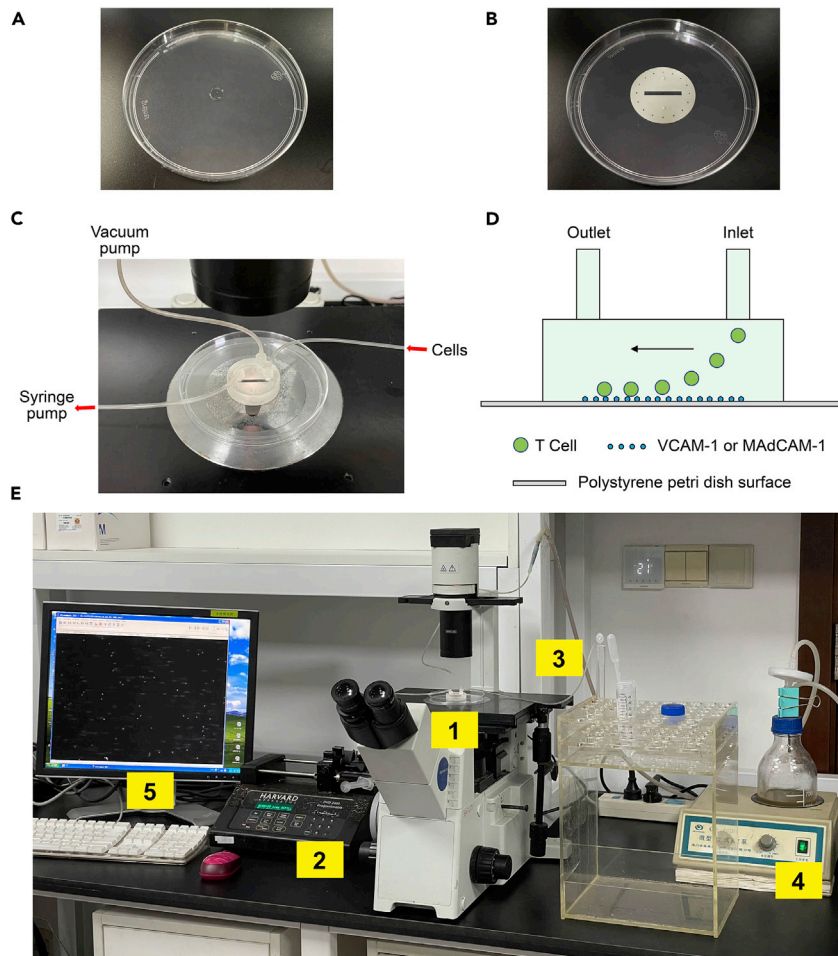 A
B
C
Vacuum
pump
Cells
Syringe
pump
D
Outlet
Inlet
T Cell
VCAM-1 or MAdCAM-1
Polystyrene petri dish surface
E
M
21
3
1
5
HARVARD
2
4